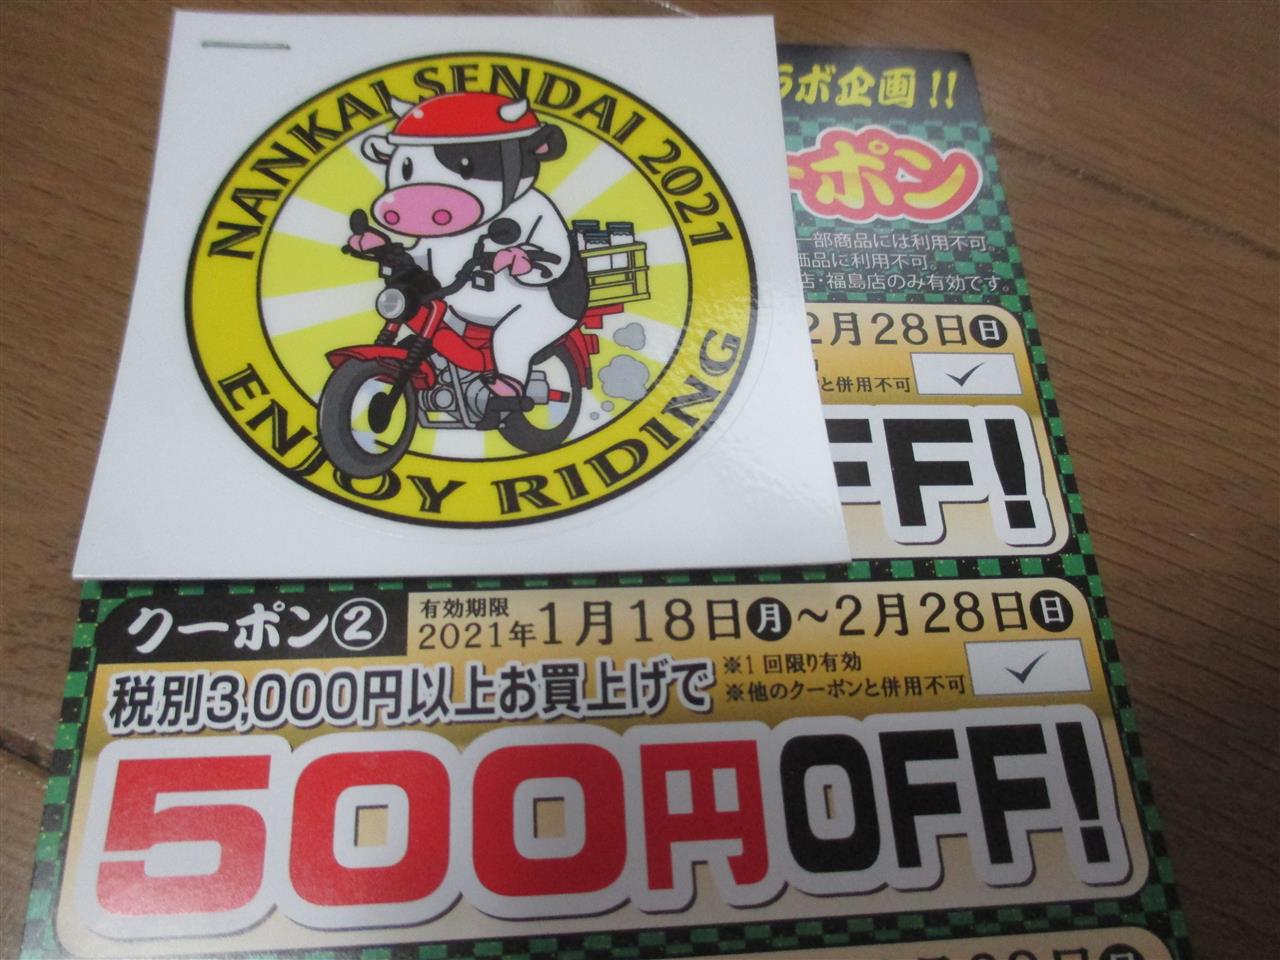 NANKAI SENDAI 2021
ENJOY RIDING
ラボ企画!!
ーポン
一部商品には利用不可。
価品に利用不可。
店・福島店のみ有効です。
2月28日 日
と併用不可
FF!
クーポン②
有効期限
2021年1月18日月～2月28日日
税別3,000円以上お買上げで
※1回限り有効
※他のクーポンと併用不可
500円OFF!